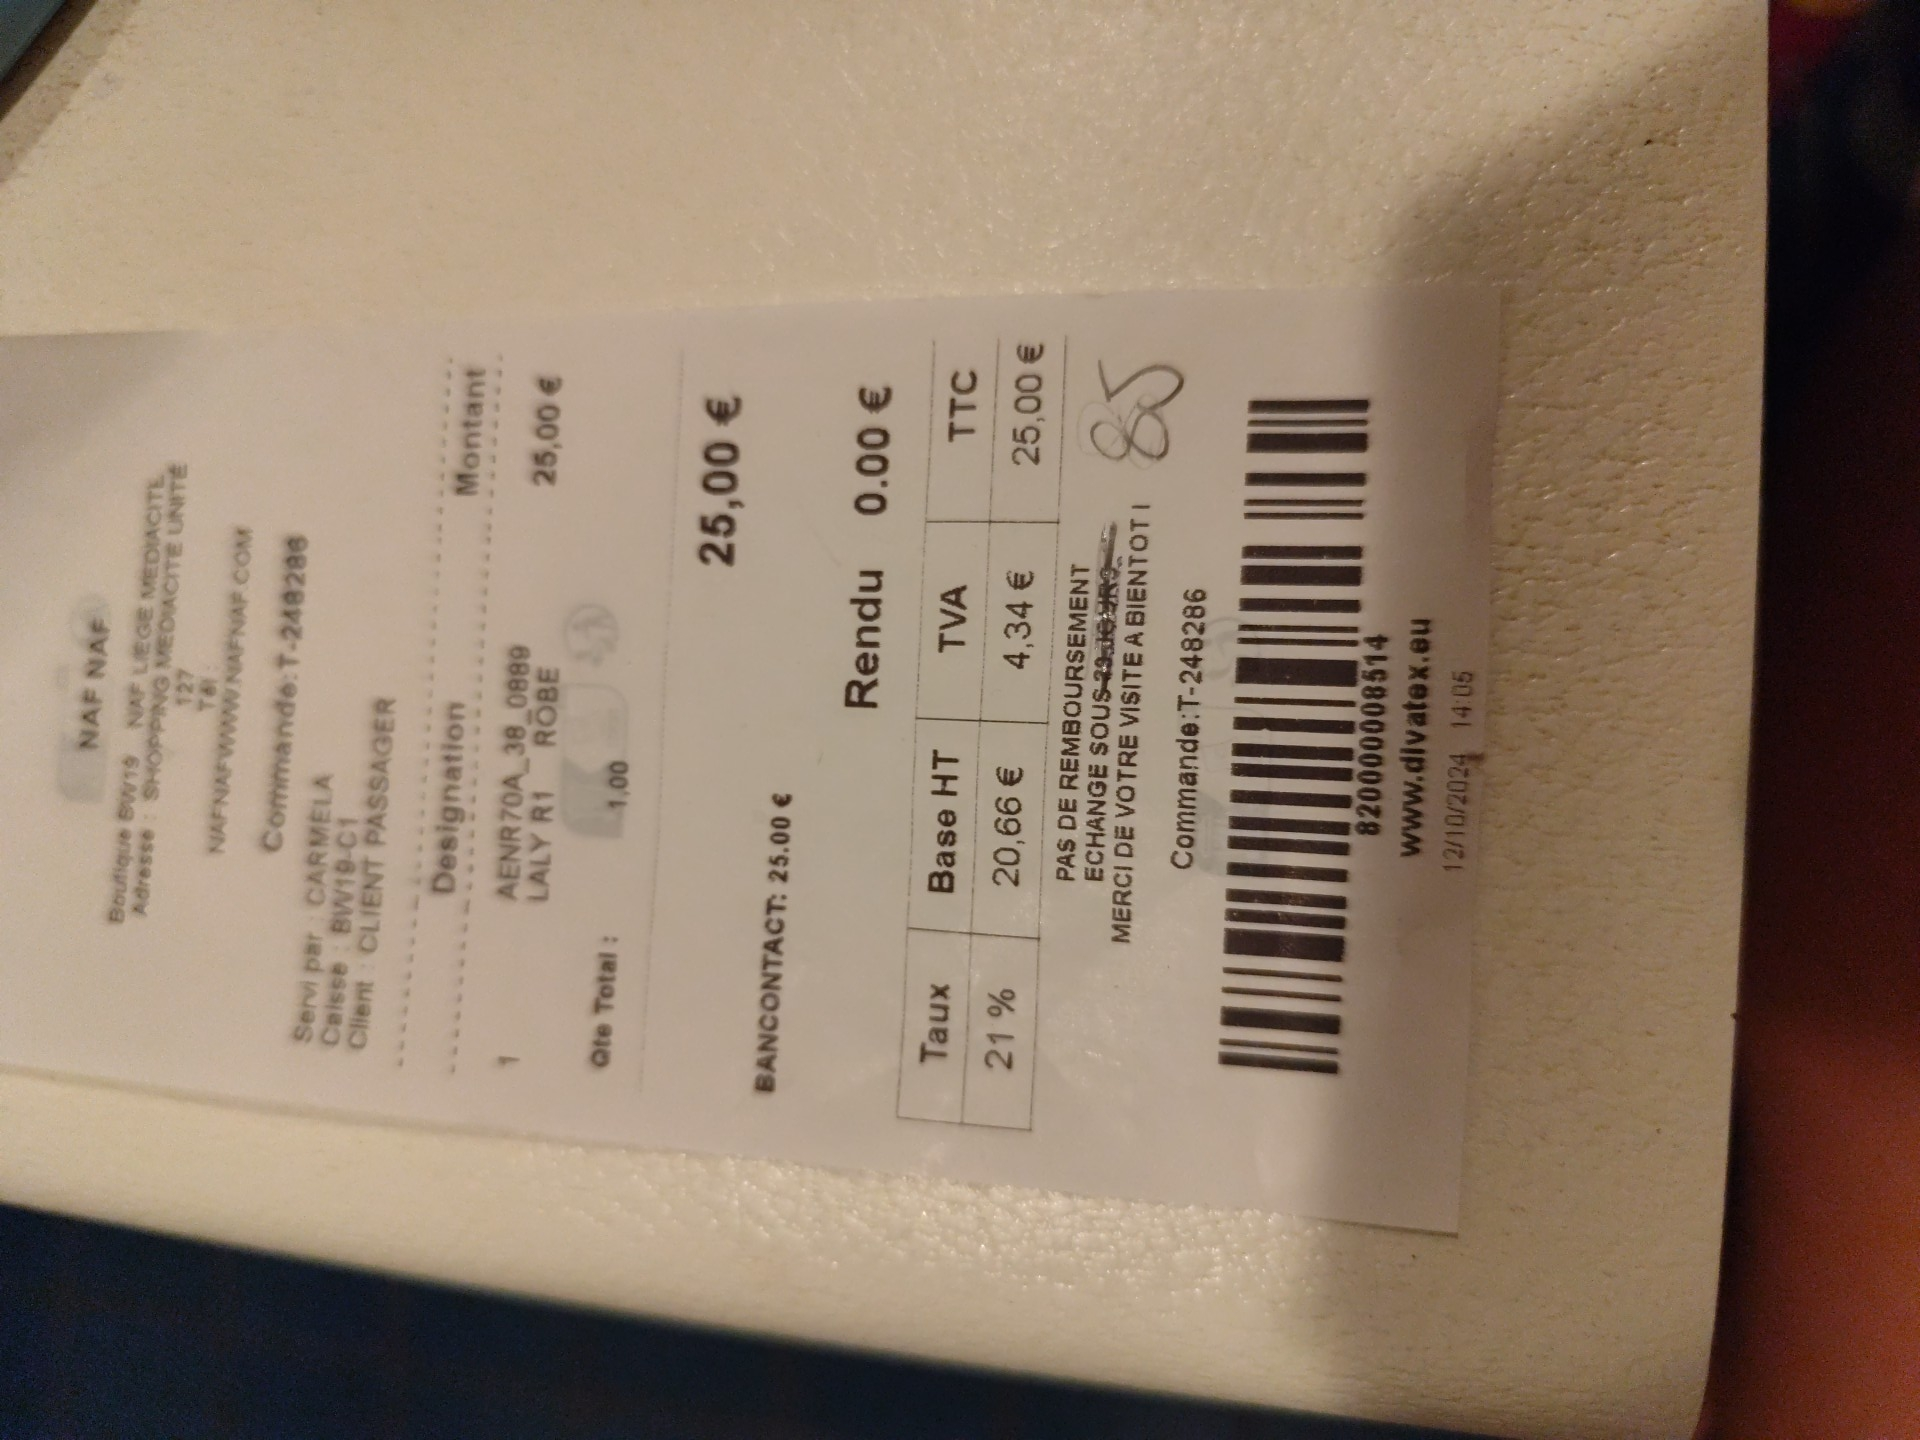 NAF NAF
Boutique BW19 NAF LIEGE MEDIACITE
Adresse : SHOPPING MEDIACITE UNITE
127
Tél :
NAFNAFWWW.NAFNAF.COM
Commande:T-248286
Servi par : CARMELA
Caisse : BW19-C1
Client : CLIENT PASSAGER
Designation Montant
1 AENR70A_38_0889 25,00 €
LALY R1 ROBE
Qte Total : 1,00
25,00 €
BANCONTACT: 25.00 €
Rendu 0.00 €
Taux Base HT TVA TTC
21 % 20,66 € 4,34 € 25,00 €
PAS DE REMBOURSEMENT
ECHANGE SOUS JOURS
MERCI DE VOTRE VISITE A BIENTOT !
85
Commande:T-248286
8200000008514
www.divatex.eu
12/10/2024 14:05